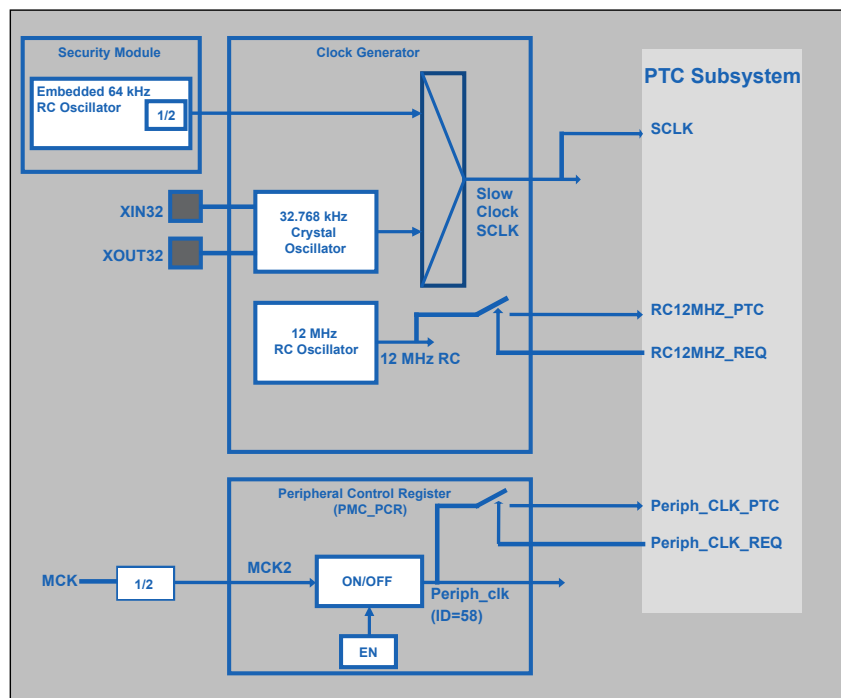 Security Module
Embedded 64 kHz
RC Oscillator
1/2
Clock Generator
PTC Subsystem
SCLK
XIN32
XOUT32
32.768 kHz
Crystal
Oscillator
Slow
Clock
SCLK
12 MHz
RC Oscillator
12 MHz RC
RC12MHZ_PTC
RC12MHZ_REQ
Peripheral Control Register
(PMC_PCR)
Periph_CLK_PTC
Periph_CLK_REQ
MCK
1/2
MCK2
ON/OFF
Periph_clk
(ID=58)
EN